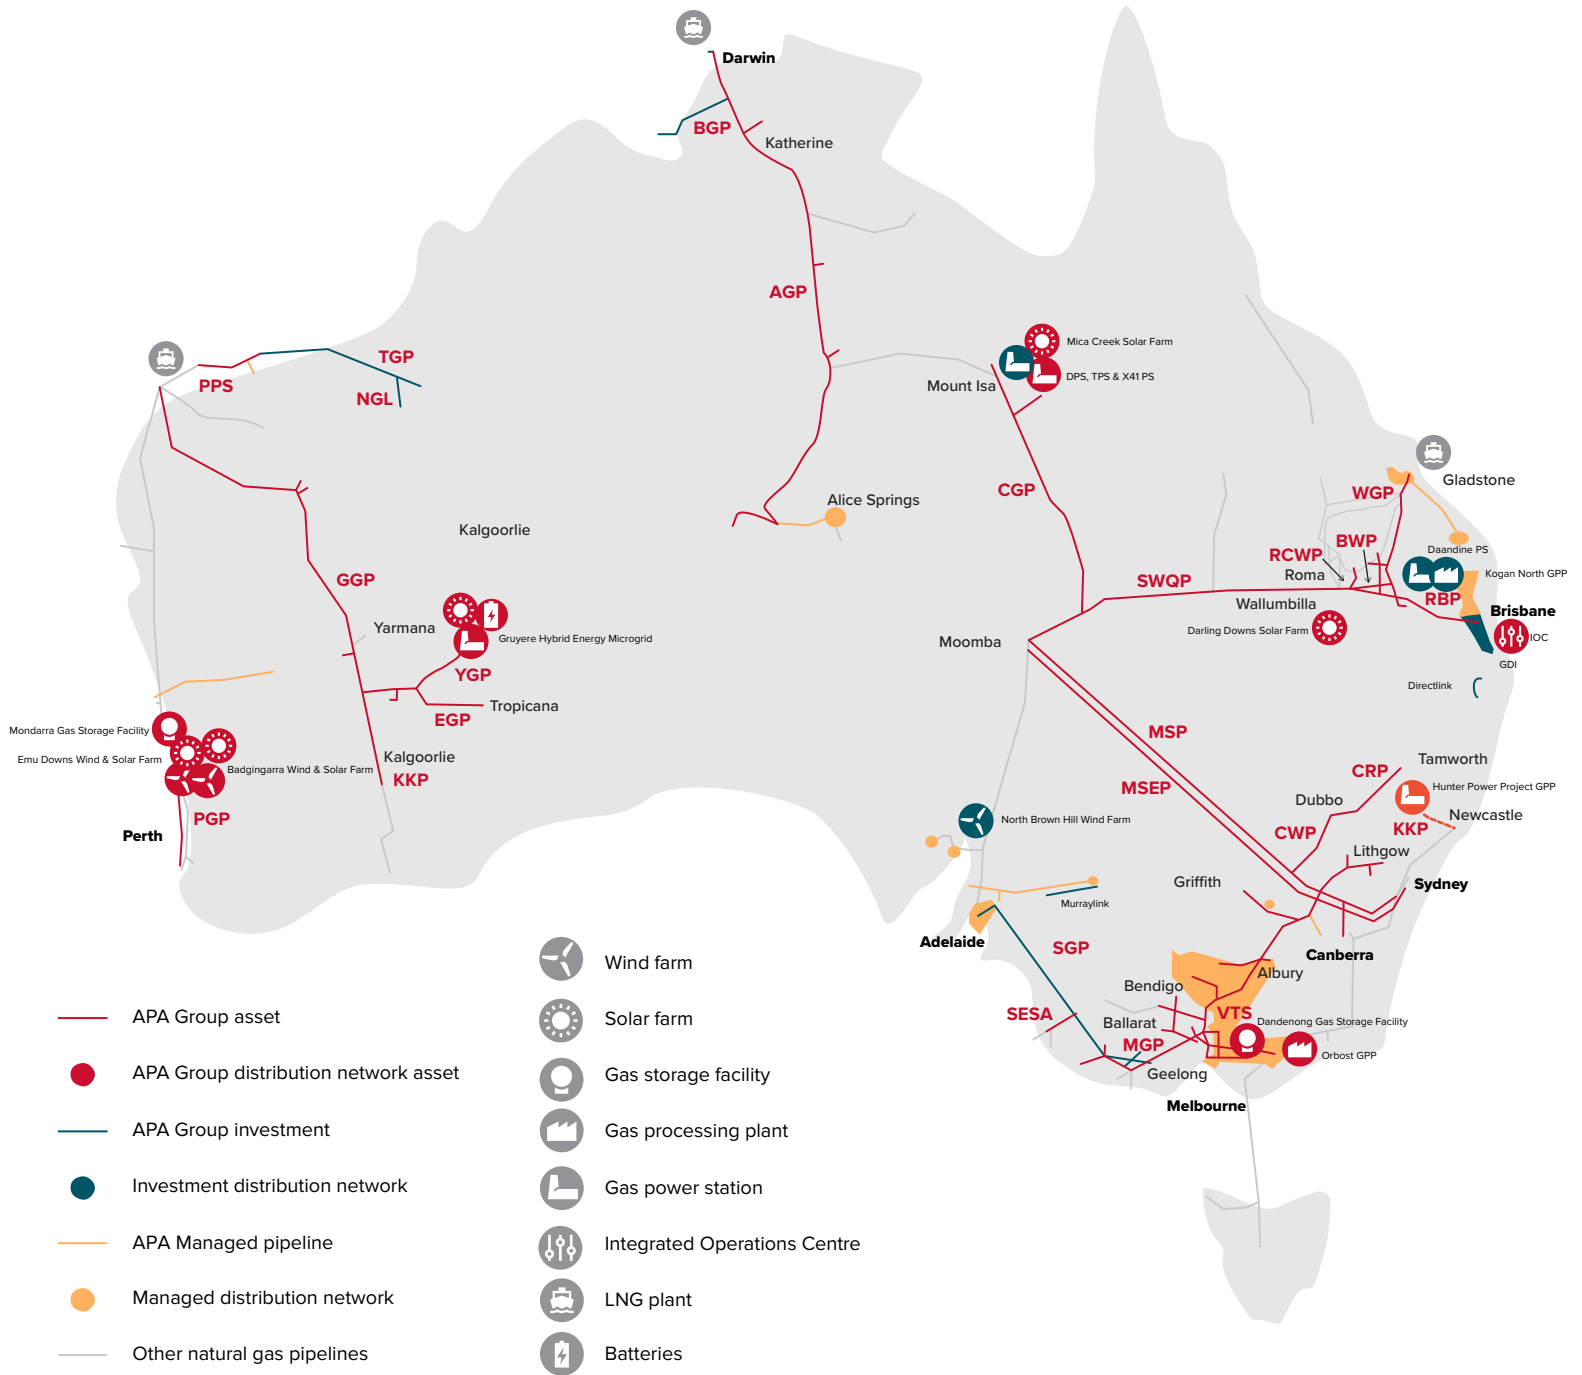 Darwin
BGP
Katherine
AGP
TGP
PPS
NGL
Mica Creek Solar Farm
DPS, TPS & X41 PS
Mount Isa
CGP
Alice Springs
Gladstone
WGP
Kalgoorlie
BWP
RCWP
Roma
Daandine PS
Kogan North GPP
GGP
SWQP
RBP
Wallumbilla
Brisbane
Yarmana
Gruyere Hybrid Energy Microgrid
Darling Downs Solar Farm
IOC
Moomba
GDI
YGP
Directlink
EGP
Tropicana
Mondarra Gas Storage Facility
Emu Downs Wind & Solar Farm
Badgingarra Wind & Solar Farm
Kalgoorlie
KKP
MSP
MSEP
Tamworth
CRP
Hunter Power Project GPP
Dubbo
Newcastle
PGP
Perth
North Brown Hill Wind Farm
CWP
KKP
Lithgow
Griffith
Sydney
Murraylink
Adelaide
SGP
Canberra
Albury
Bendigo
SESA
Ballarat
VTS
Dandenong Gas Storage Facility
MGP
Orbost GPP
Geelong
Melbourne
APA Group asset
APA Group distribution network asset
APA Group investment
Investment distribution network
APA Managed pipeline
Managed distribution network
Other natural gas pipelines
Wind farm
Solar farm
Gas storage facility
Gas processing plant
Gas power station
Integrated Operations Centre
LNG plant
Batteries